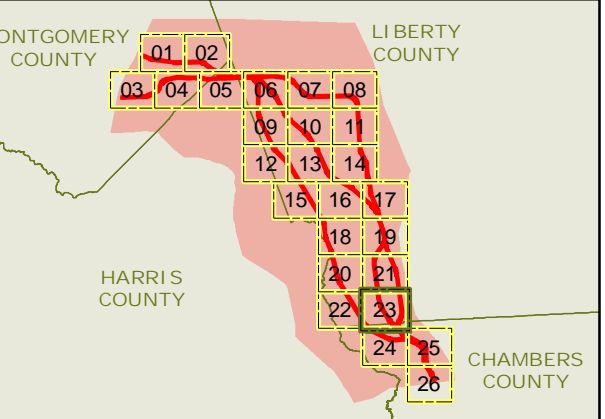 ONTGOMERY
COUNTY
LIBERTY
COUNTY
01 02
03 04 05 06 07 08
09 10 11
12 13 14
15 16 17
18 19
HARRIS
COUNTY
20 21
22 23
24 25
CHAMBERS
COUNTY
26